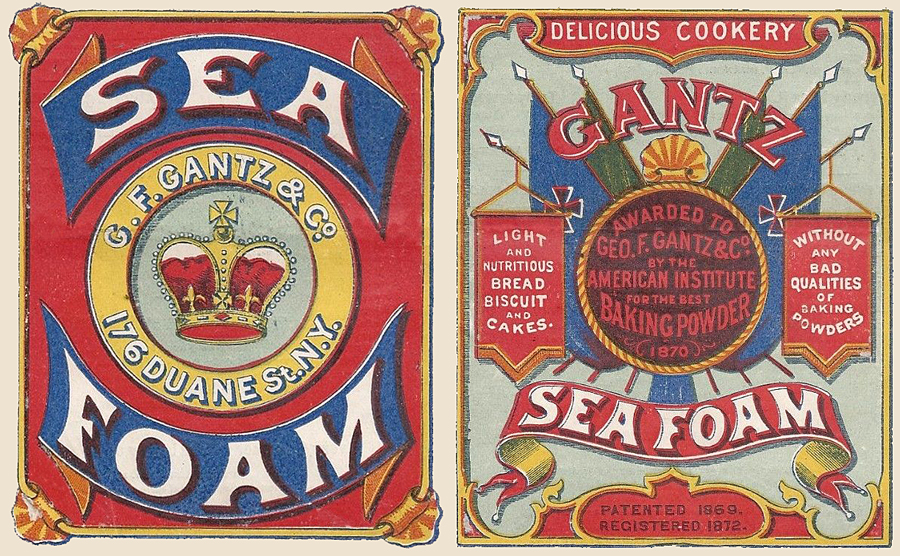 SEA
G. F. GANTZ & Co.
176 DUANE St. N.Y.
FOAM
DELICIOUS COOKERY
GANTZ
LIGHT
AND
NUTRITIOUS
BREAD
BISCUIT
AND
CAKES.
AWARDED TO
GEO. F. GANTZ & Co
BY THE
AMERICAN INSTITUTE
FOR THE BEST
BAKING POWDER
1870
WITHOUT
ANY
BAD
QUALITIES
OF
BAKING
POWDERS
SEA FOAM
PATENTED 1869.
REGISTERED 1872.